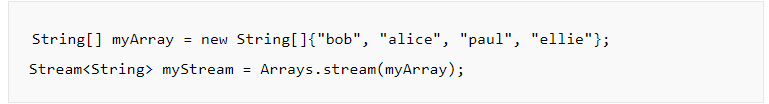 String[] myArray = new String[]{"bob", "alice", "paul", "ellie"};
Stream<String> myStream = Arrays.stream(myArray);